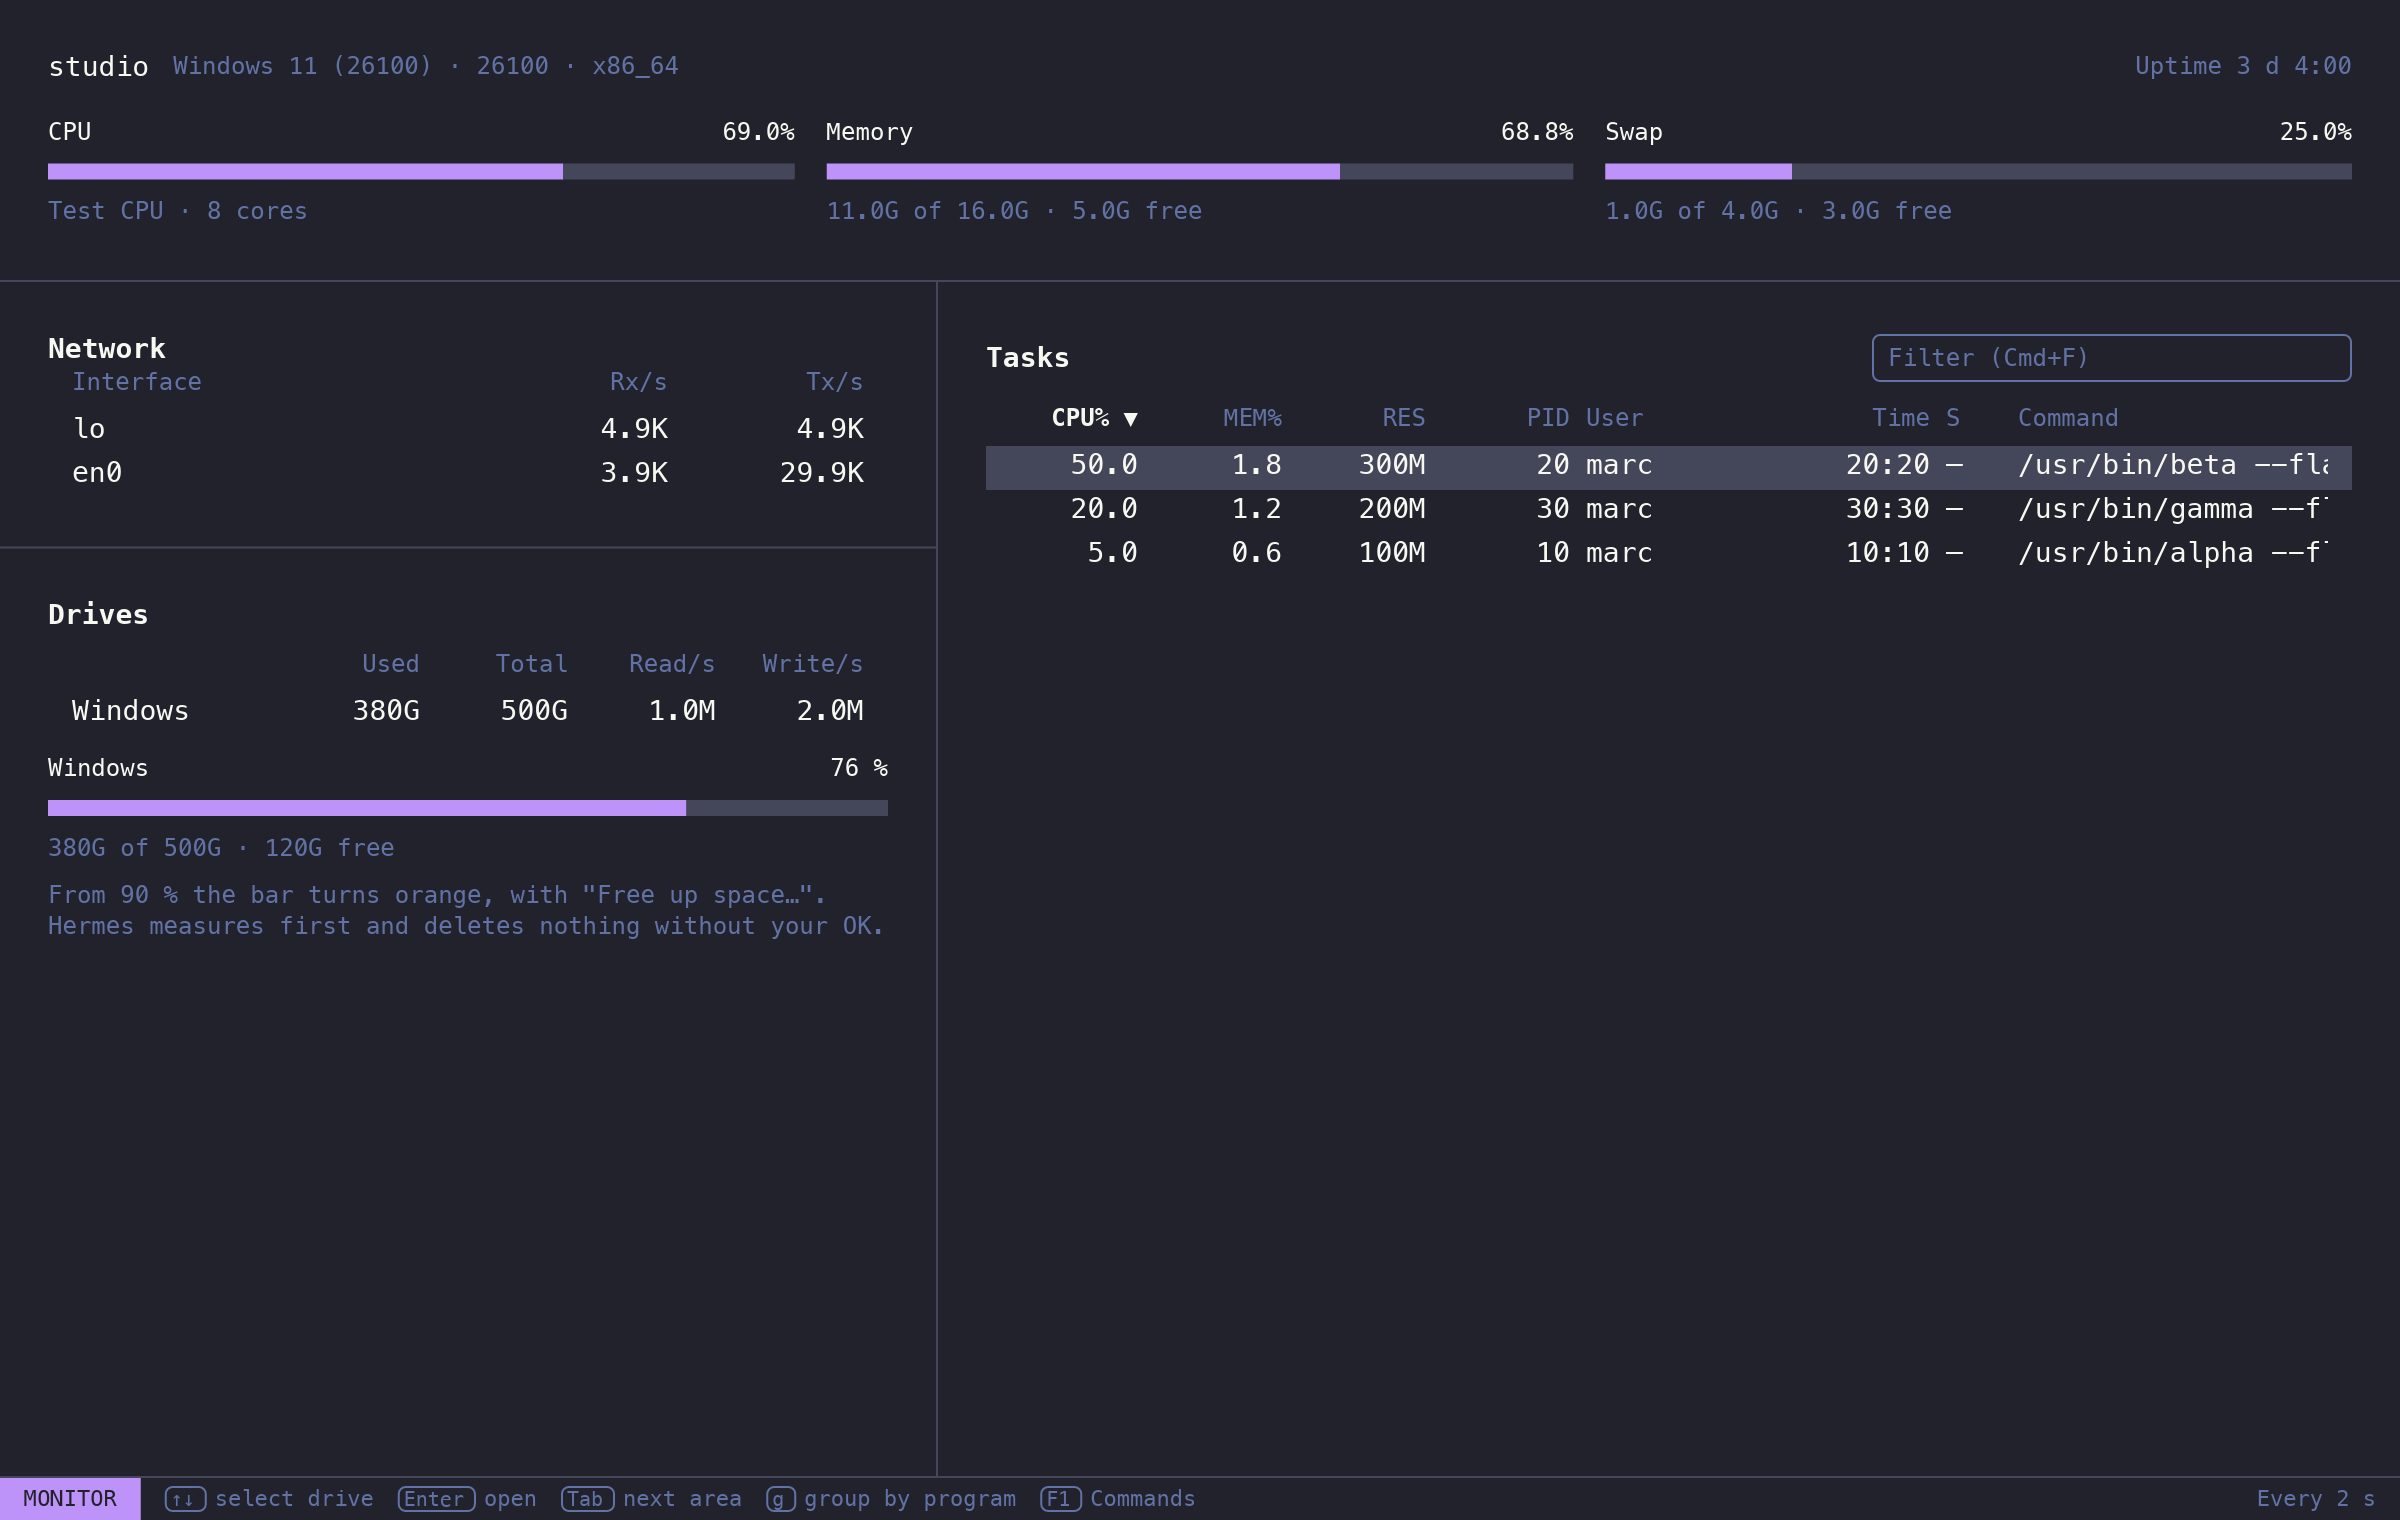 studio Windows 11 (26100) · 26100 · x86_64 Uptime 3 d 4:00
CPU 69.0% Memory 68.8% Swap 25.0%
Test CPU · 8 cores 11.0G of 16.0G · 5.0G free 1.0G of 4.0G · 3.0G free
Network
Interface Rx/s Tx/s
lo 4.9K 4.9K
en0 3.9K 29.9K
Drives
Used Total Read/s Write/s
Windows 380G 500G 1.0M 2.0M
Windows 76 %
380G of 500G · 120G free
From 90 % the bar turns orange, with "Free up space…".
Hermes measures first and deletes nothing without your OK.
Tasks Filter (Cmd+F)
CPU% ▼ MEM% RES PID User Time S Command
50.0 1.8 300M 20 marc 20:20 – /usr/bin/beta --fla
20.0 1.2 200M 30 marc 30:30 – /usr/bin/gamma --f
5.0 0.6 100M 10 marc 10:10 – /usr/bin/alpha --f
MONITOR ↑↓ select drive Enter open Tab next area g group by program F1 Commands Every 2 s